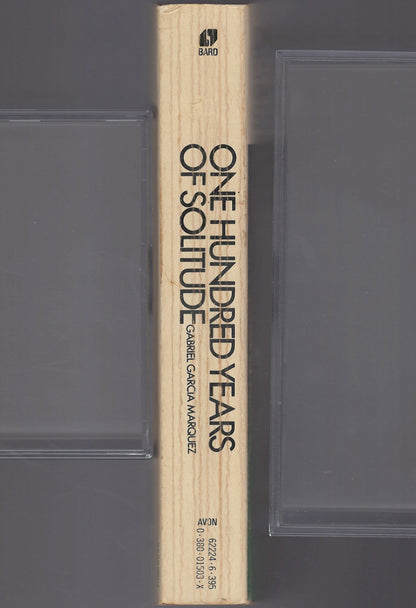 BARD
ONE HUNDRED YEARS
OF SOLITUDE
GABRIEL GARCIA MARQUEZ
AVON
62224·6·395
0·380·01503·X